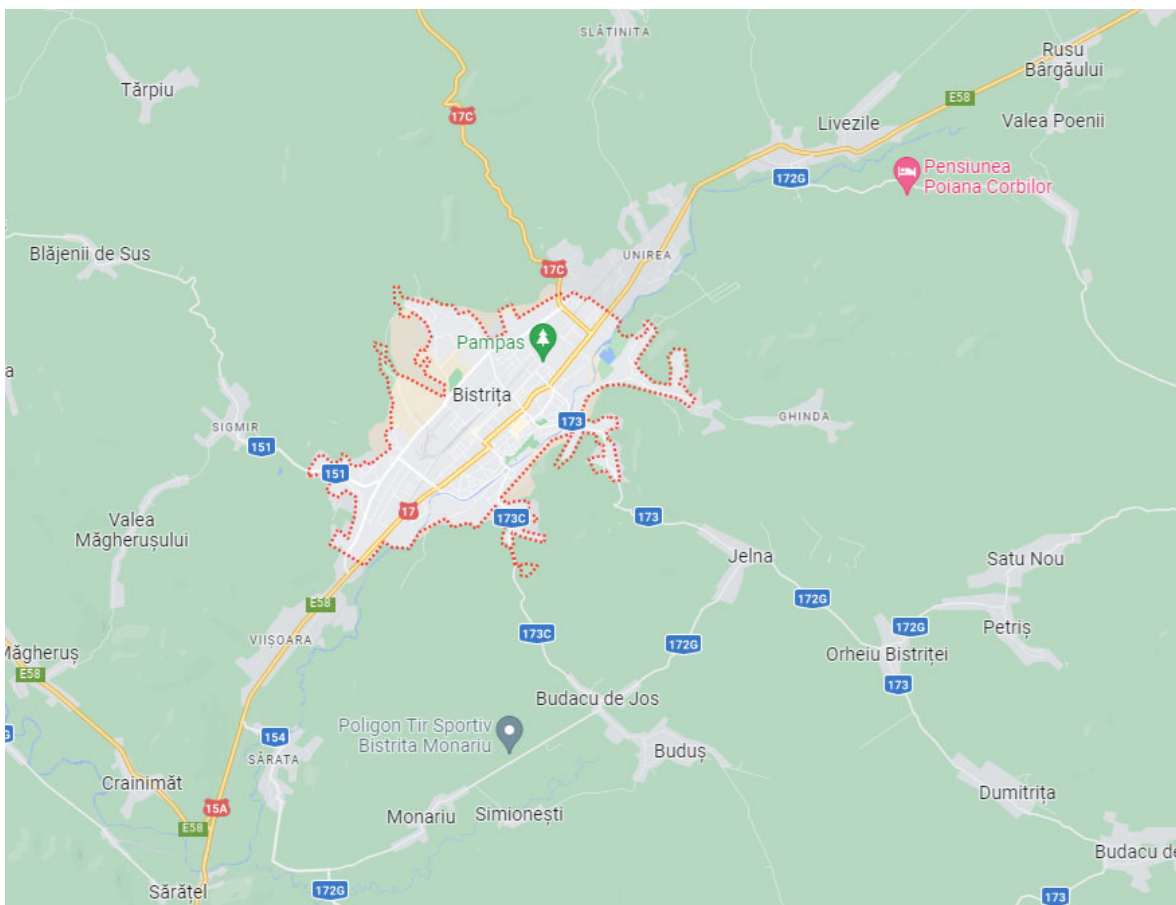 SLĂTINIȚA
Rusu
Bârgăului
Tărpiu
E58
17C
Livezile
Valea Poenii
172G
Pensiunea
Poiana Corbilor
Blăjenii de Sus
UNIREA
17C
Pampas
a
Bistrița
173
GHINDA
SIGMIR
151
151
17
173C
173
Valea
Măgherușului
Jelna
Satu Nou
E58
172G
173C
172G
172G
Petriș
VIIȘOARA
Măgheruș
E58
Orheiu Bistriței
173
Budacu de Jos
Poligon Tir Sportiv
Bistrita Monariu
G
154
SĂRATA
Buduș
Crainimăt
Dumitrița
15A
Monariu
Simionești
E58
Budacu de
Sărățel
172G
173